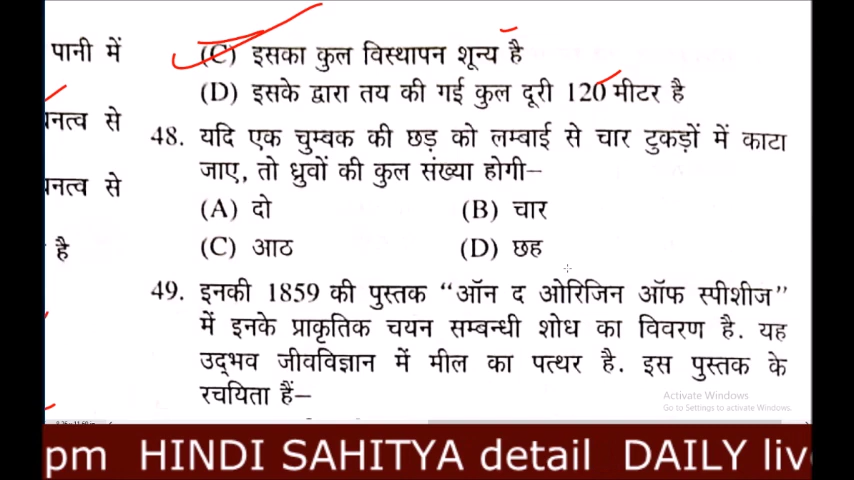 पानी में
(C) इसका कुल विस्थापन शून्य है
(D) इसके द्वारा तय की गई कुल दूरी 120 मीटर है
नत्व से
48. यदि एक चुम्बक की छड़ को लम्बाई से चार टुकड़ों में काटा
जाए, तो ध्रुवों की कुल संख्या होगी–
नत्व से
(A) दो (B) चार
(C) आठ (D) छह
है
49. इनकी 1859 की पुस्तक “ऑन द ओरिजिन ऑफ स्पीशीज”
में इनके प्राकृतिक चयन सम्बन्धी शोध का विवरण है. यह
उद्भव जीवविज्ञान में मील का पत्थर है. इस पुस्तक के
रचयिता हैं–
Activate Windows
Go to Settings to activate Windows.
pm HINDI SAHITYA detail DAILY live